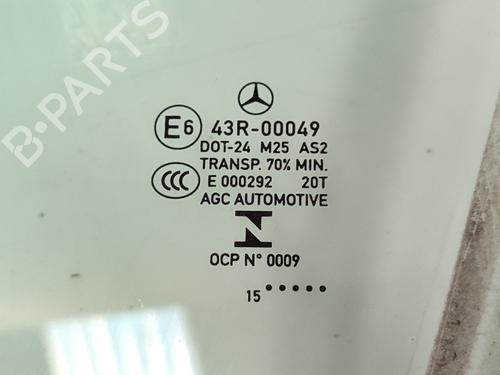 E6 43R-00049
DOT-24 M25 AS2
TRANSP. 70% MIN.
CCC E 000292 20T
AGC AUTOMOTIVE
N
OCP N° 0009
15 •••••
B-PARTS